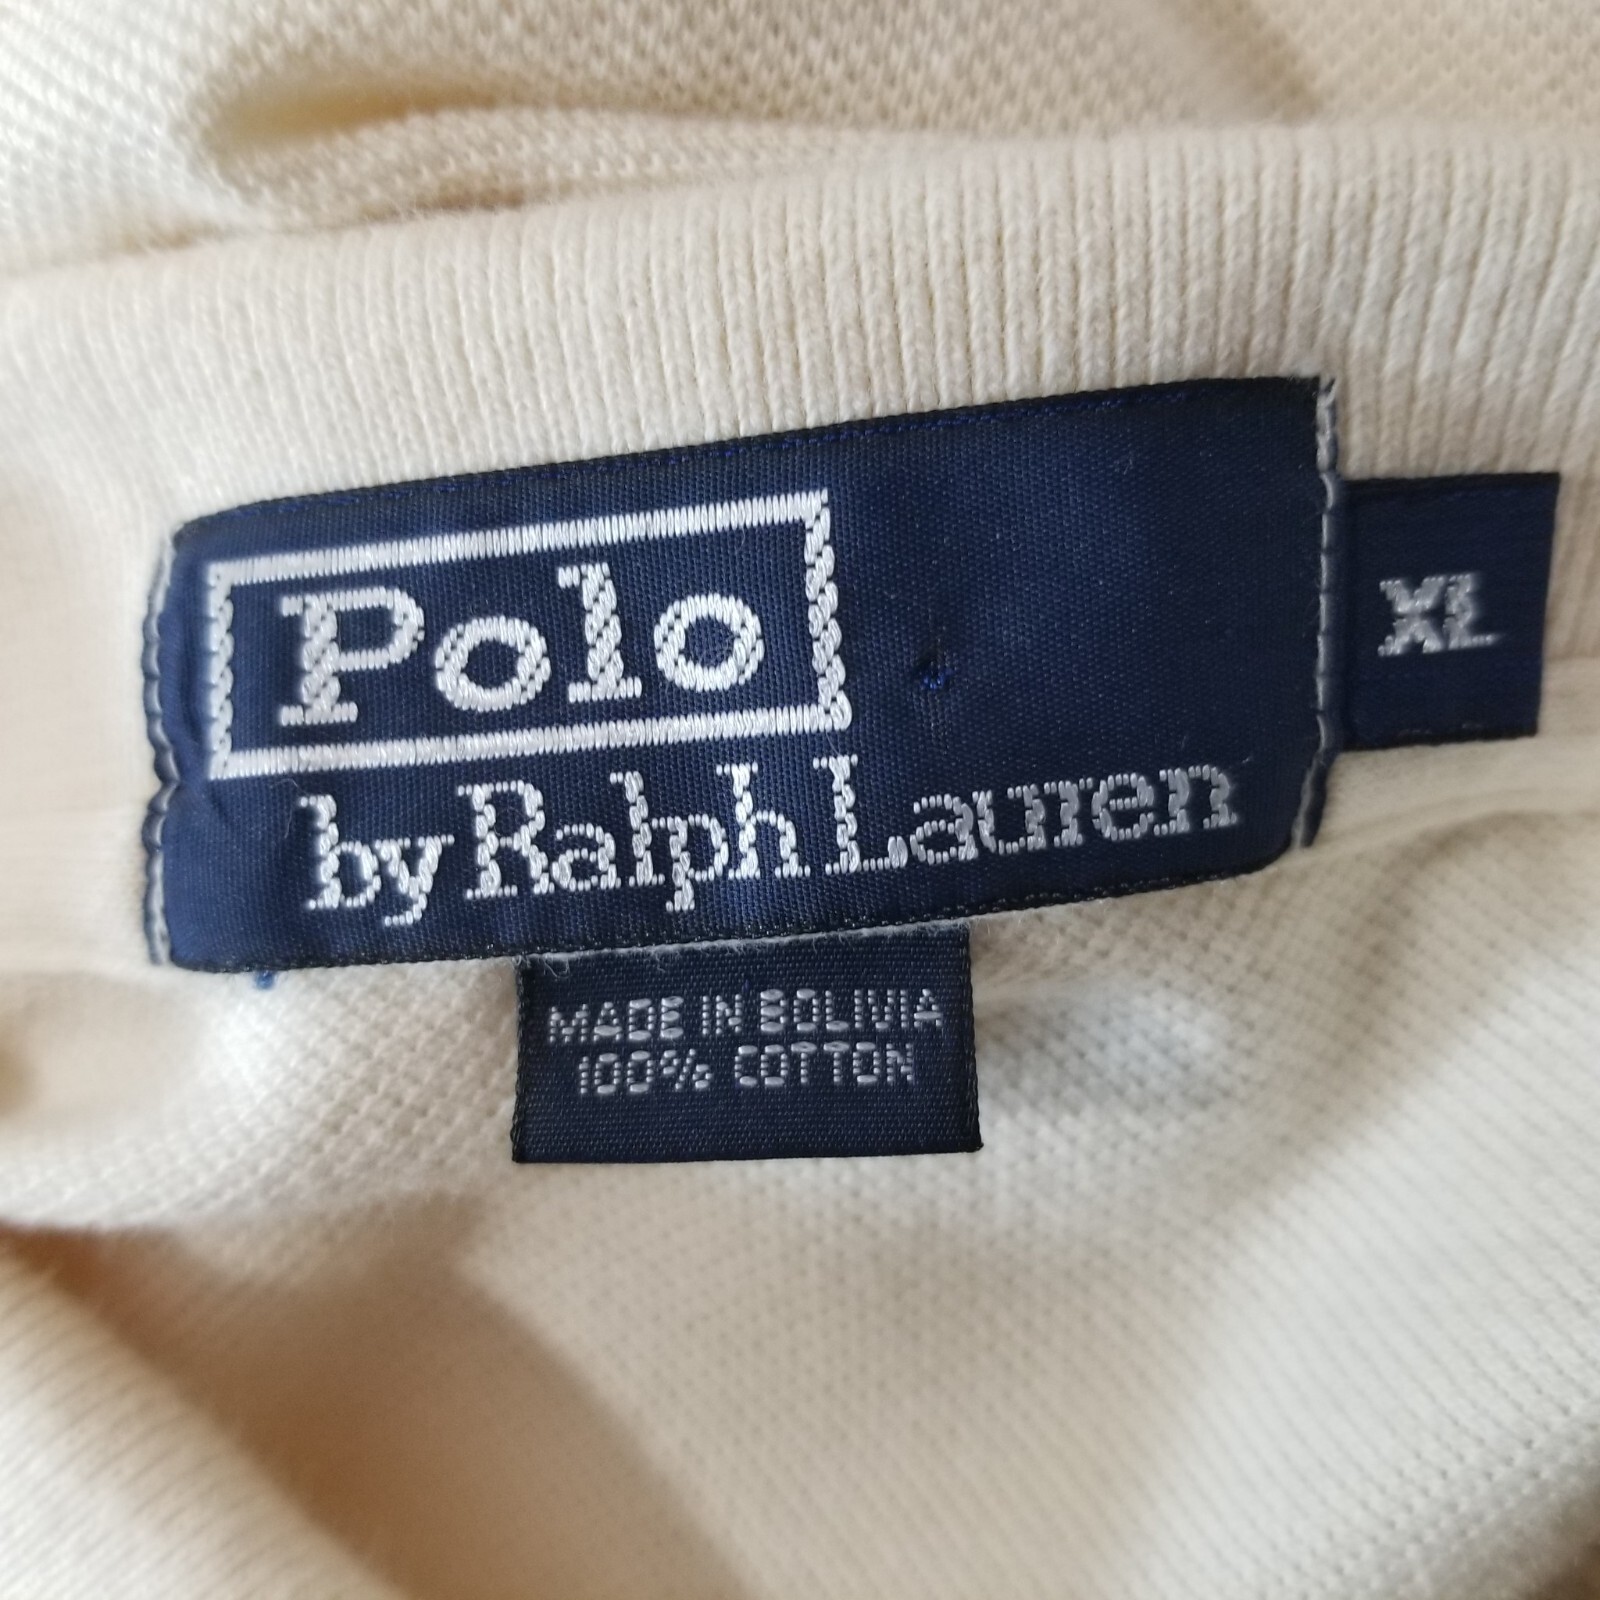 Polo
by Ralph Lauren
XL
MADE IN BOLIVIA
100% COTTON